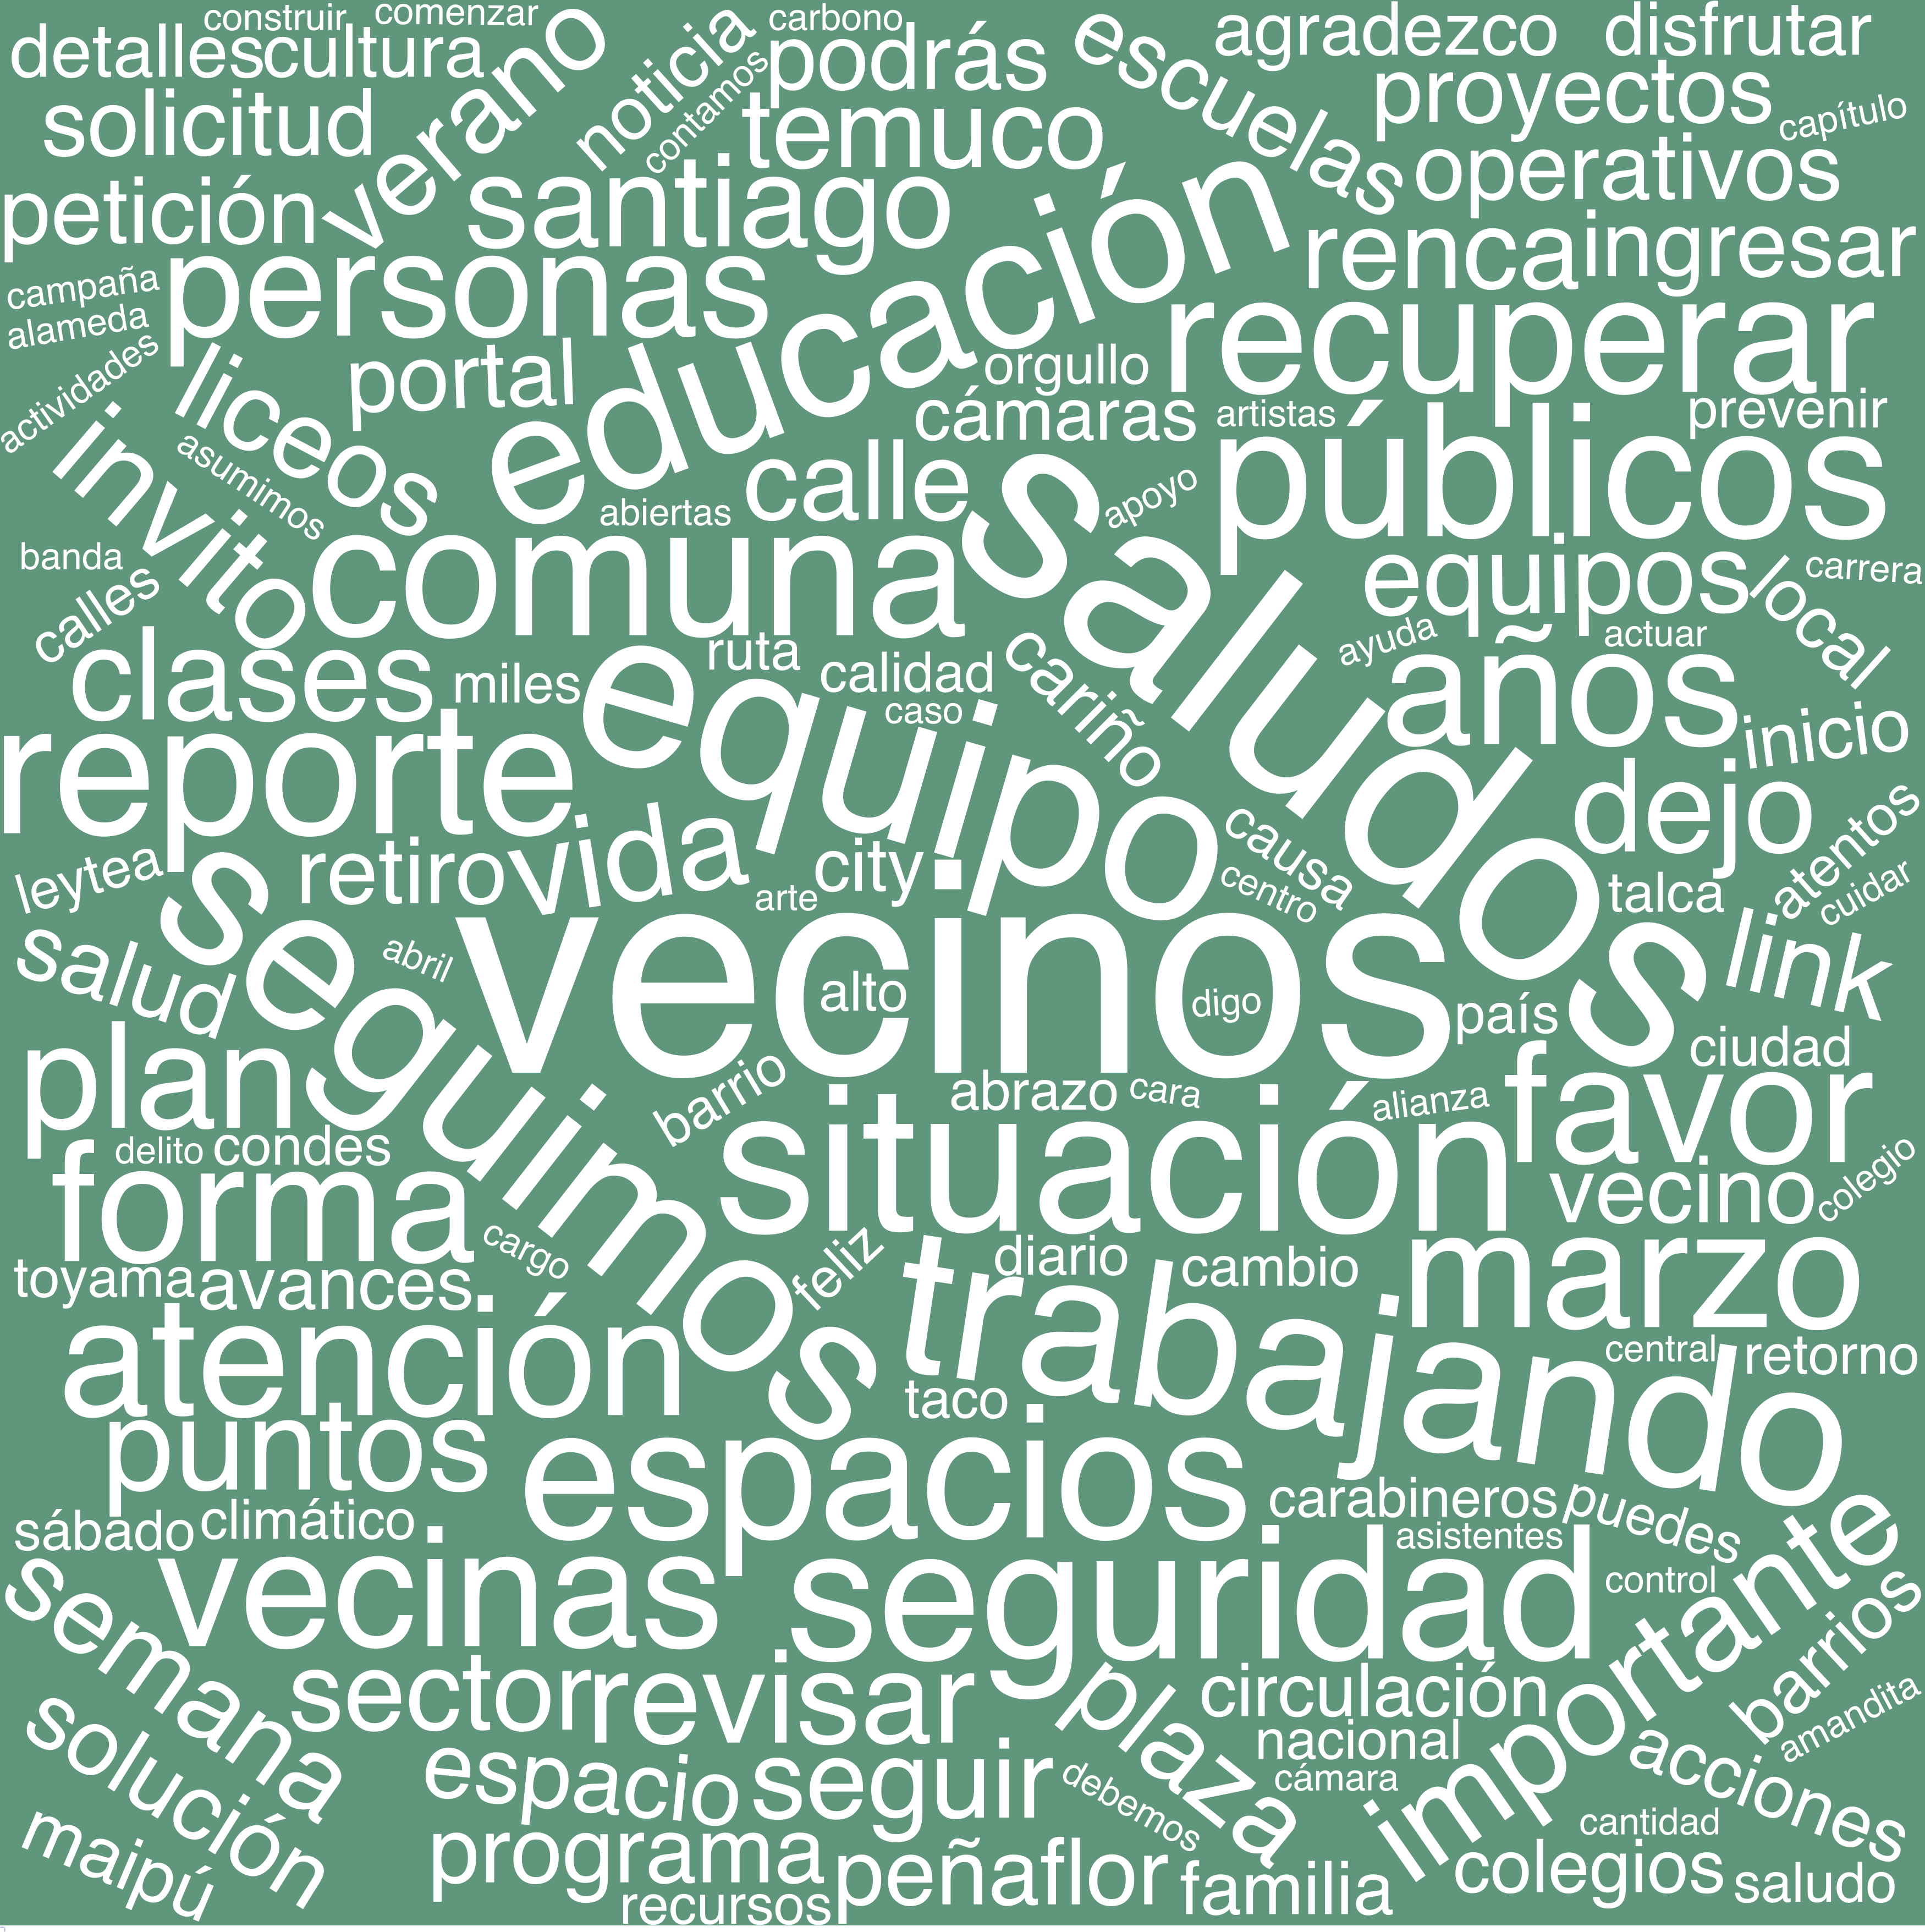 construir
comenzar
carbono
detalles
cultura
verano
noticia
contamos
podrás
escuelas
agradezco
disfrutar
solicitud
temuco
proyectos
capítulo
operativos
petición
santiago
renca
ingresar
campaña
personas
educación
alameda
recuperar
actividades
liceos
portal
orgullo
cámaras
artistas
prevenir
invito
asumimos
calle
saludos
apoyo
públicos
abiertas
banda
comuna
equipos
local
carrera
calles
clases
miles
ruta
calidad
cariño
ayuda
actuar
años
caso
equipo
inicio
reporte
dejo
leytea
seguimos
retiro
vida
city
arte
causa
centro
talca
atentos
cuidar
salud
abril
vecinos
alto
digo
país
link
ciudad
plan
barrio
abrazo
cara
alianza
favor
delito
condes
situación
vecino
colegio
forma
cargo
feliz
diario
cambio
marzo
toyama
avances
trabajando
atención
taco
central
retorno
puntos
espacios
carabineros
puedes
sábado
climático
asistentes
semana
vecinas
seguridad
control
importante
barrios
sector
revisar
plaza
circulación
nacional
amandita
solución
espacio
seguir
debemos
cámara
acciones
maipú
programa
peñaflor
familia
cantidad
colegios
saludo
recursos